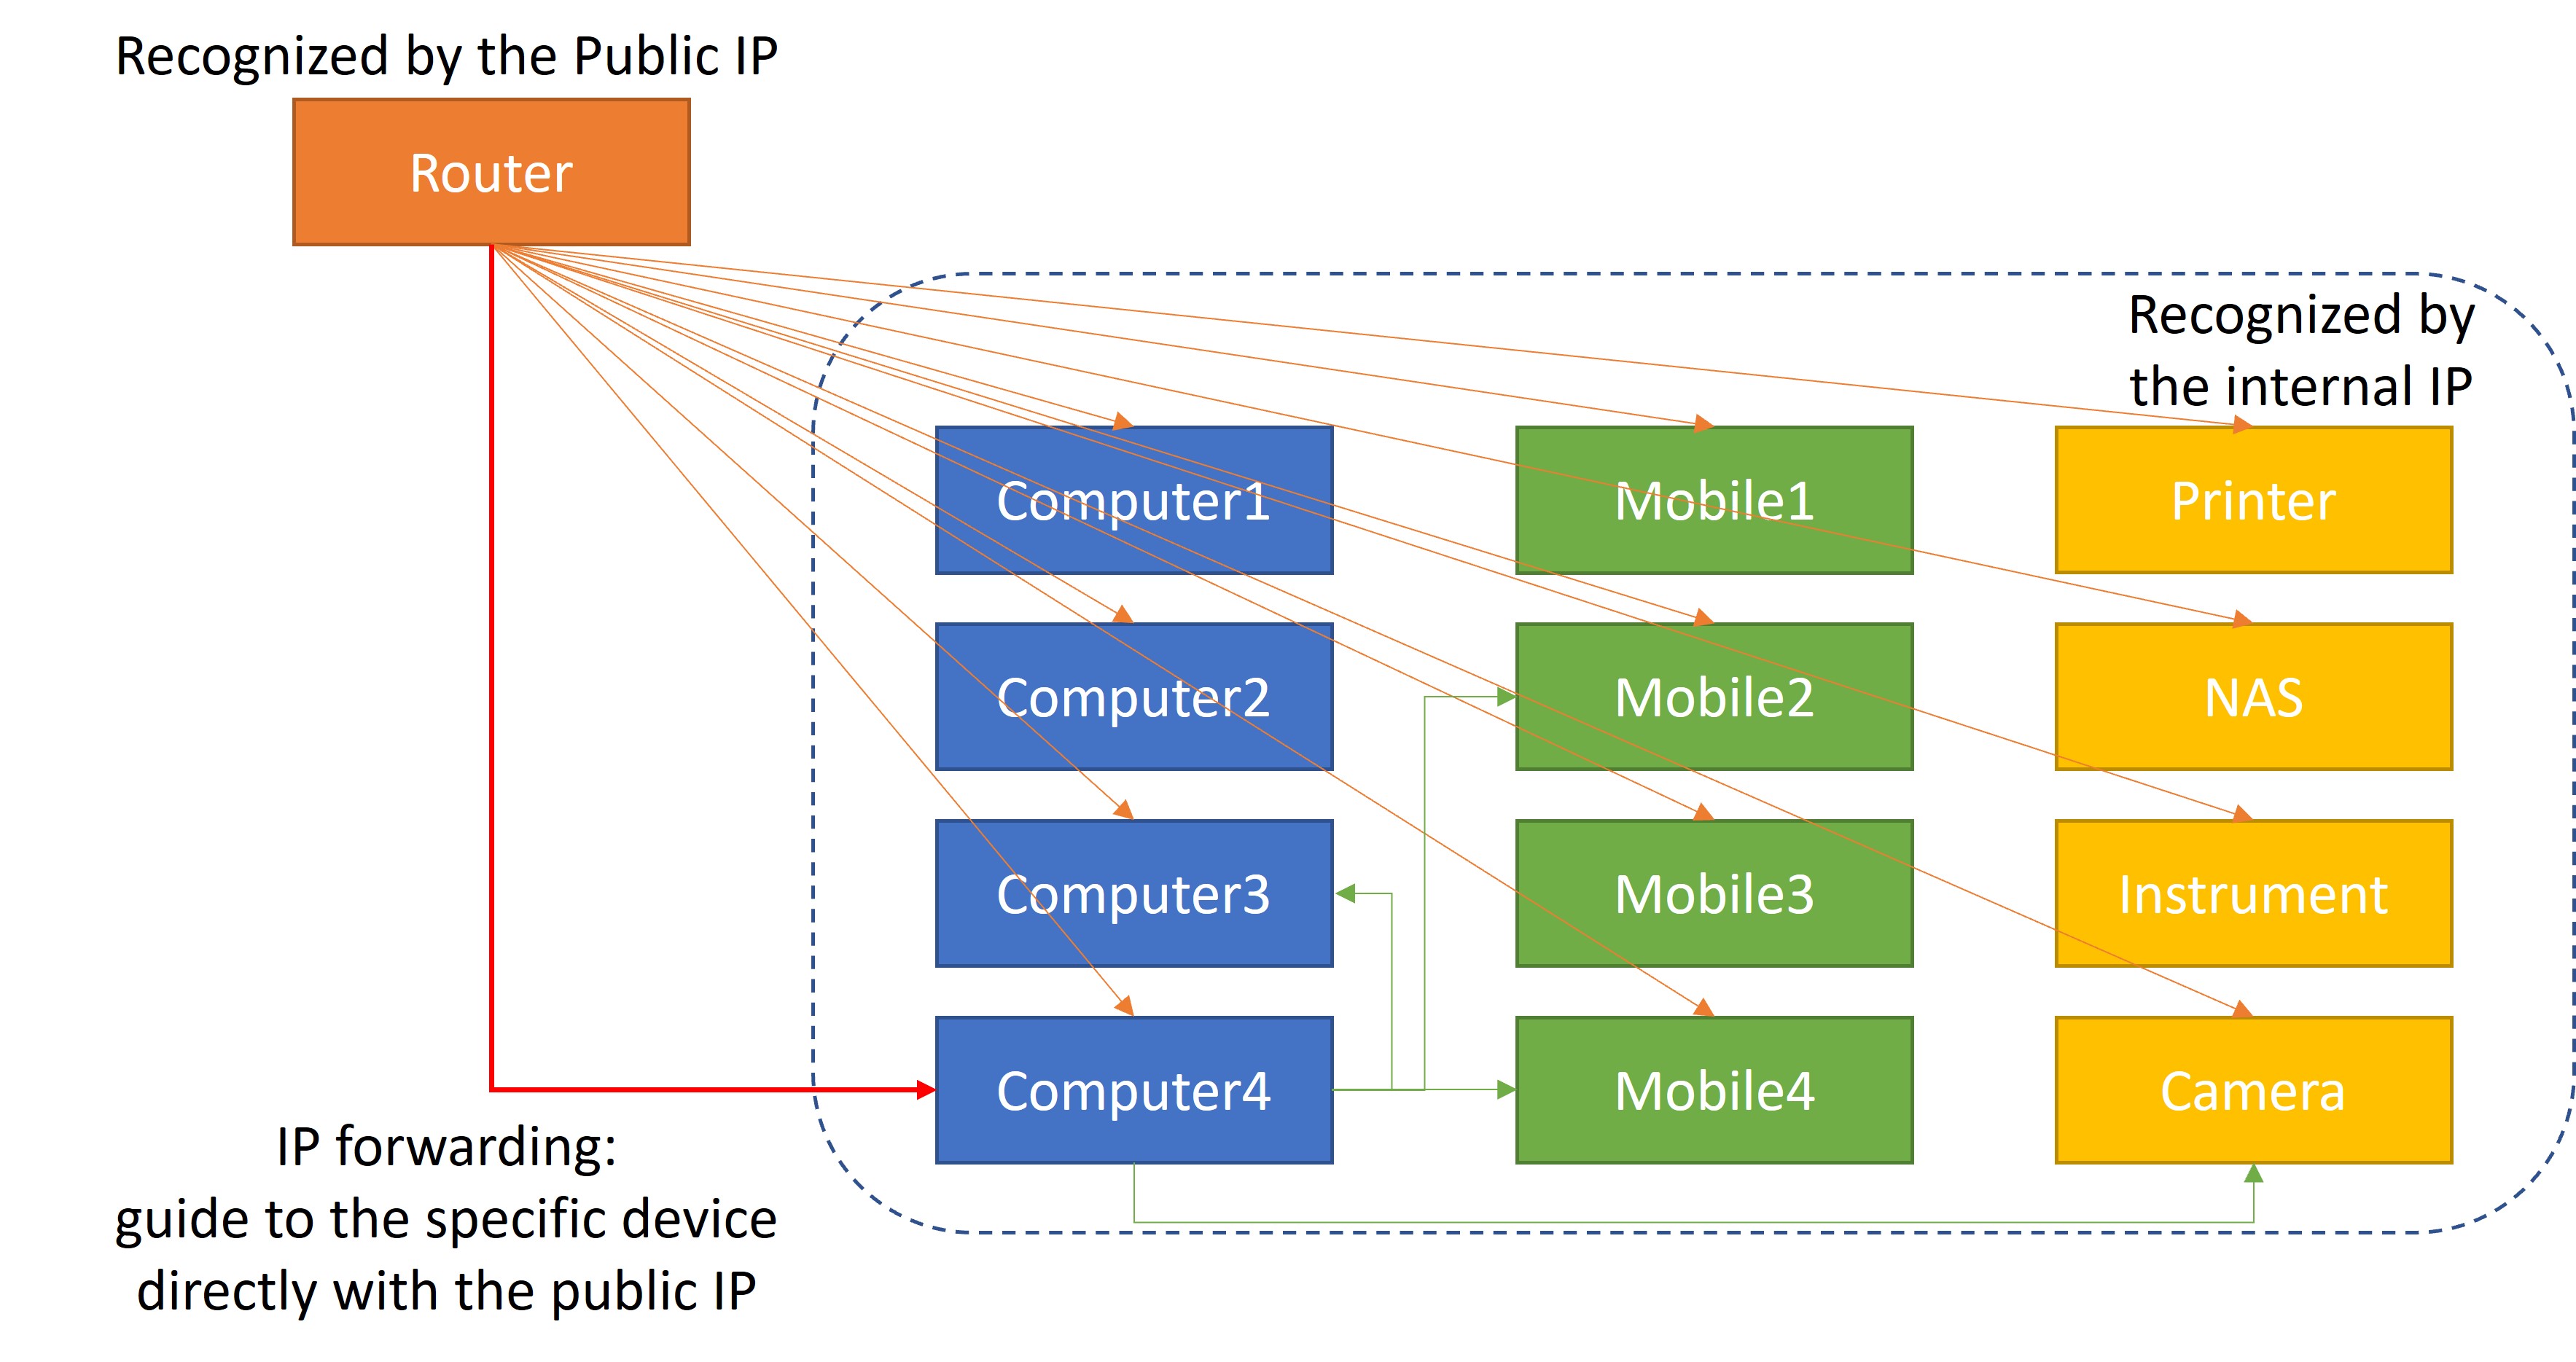 Recognized by the Public IP
Router
Recognized by
the internal IP
Computer1
Mobile1
Printer
Computer2
Mobile2
NAS
Computer3
Mobile3
Instrument
Computer4
Mobile4
Camera
IP forwarding:
guide to the specific device
directly with the public IP